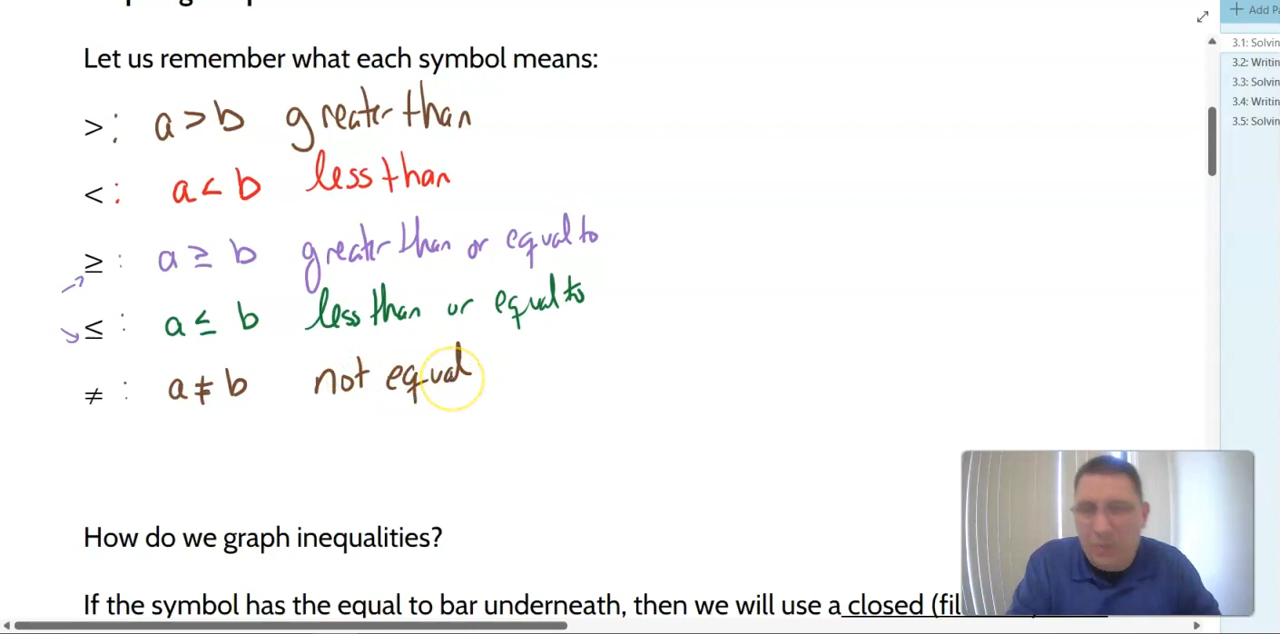 Let us remember what each symbol means:
>: a > b greater than
<: a < b less than
≥: a ≥ b greater than or equal to
≤: a ≤ b less than or equal to
≠: a ≠ b not equal
How do we graph inequalities?
If the symbol has the equal to bar underneath, then we will use a closed (fil
Add Pa
3.1: Solvin
3.2: Writin
3.3: Solvin
3.4: Writin
3.5: Solvin